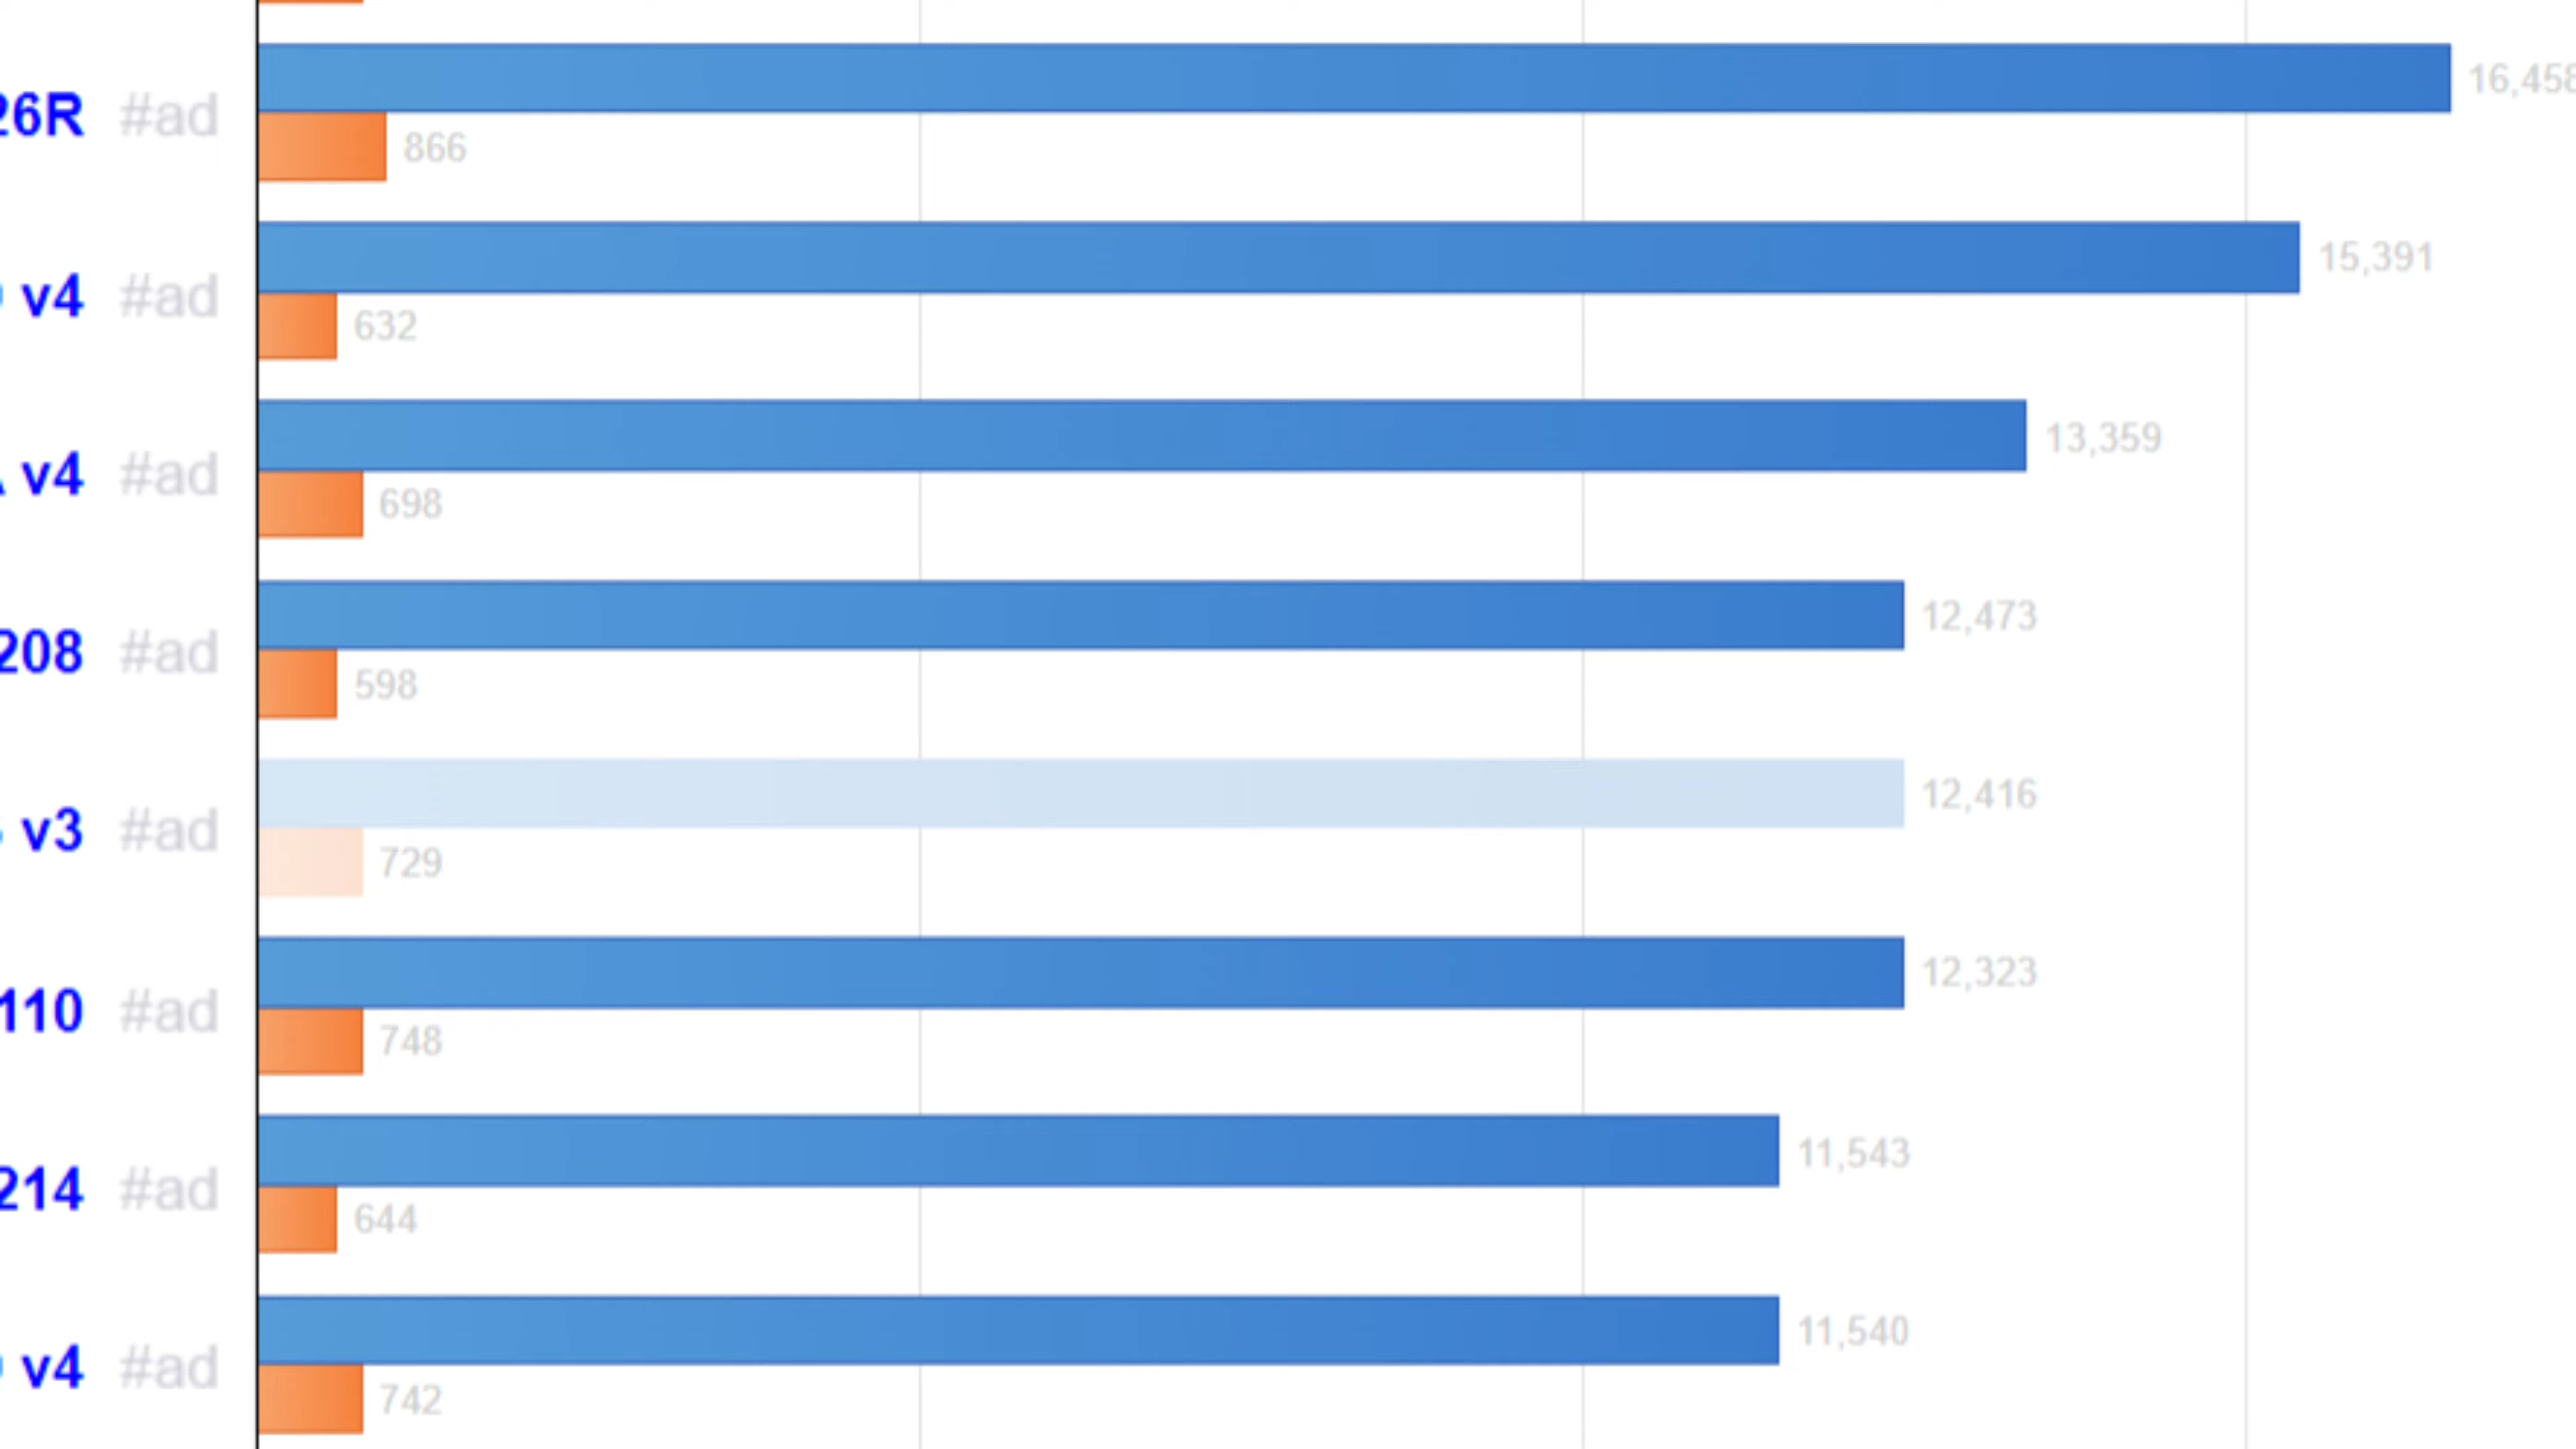 16,458
26R #ad
866
15,391
v4 #ad
632
13,359
v4 #ad
698
12,473
208 #ad
598
12,416
v3 #ad
729
12,323
110 #ad
748
11,543
214 #ad
644
11,540
v4 #ad
742